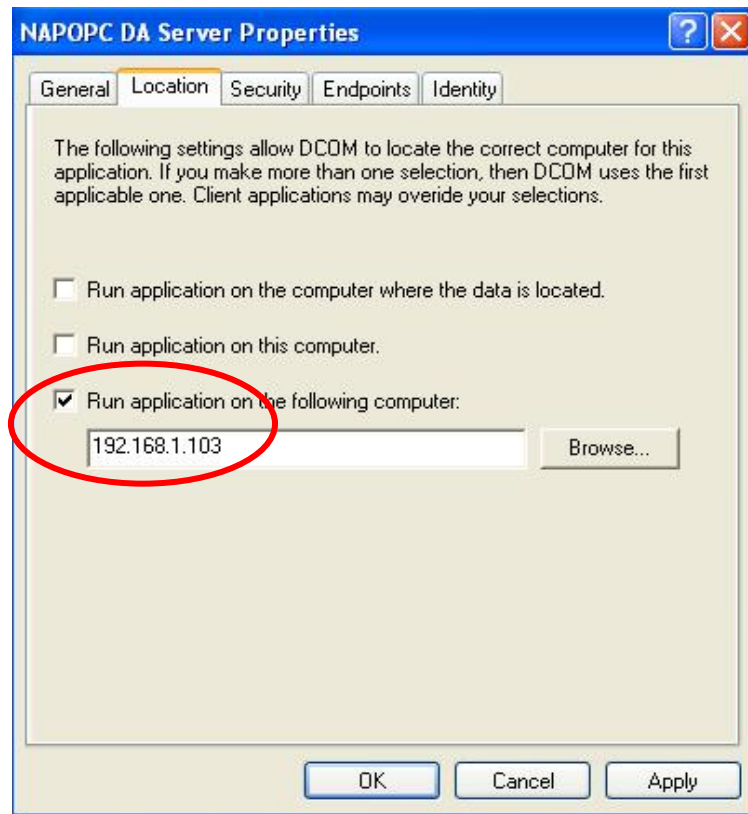 NAPOPC DA Server Properties
General Location Security Endpoints Identity
The following settings allow DCOM to locate the correct computer for this
application. If you make more than one selection, then DCOM uses the first
applicable one. Client applications may overide your selections.
Run application on the computer where the data is located.
Run application on this computer.
Run application on the following computer:
192.168.1.103 Browse...
OK Cancel Apply